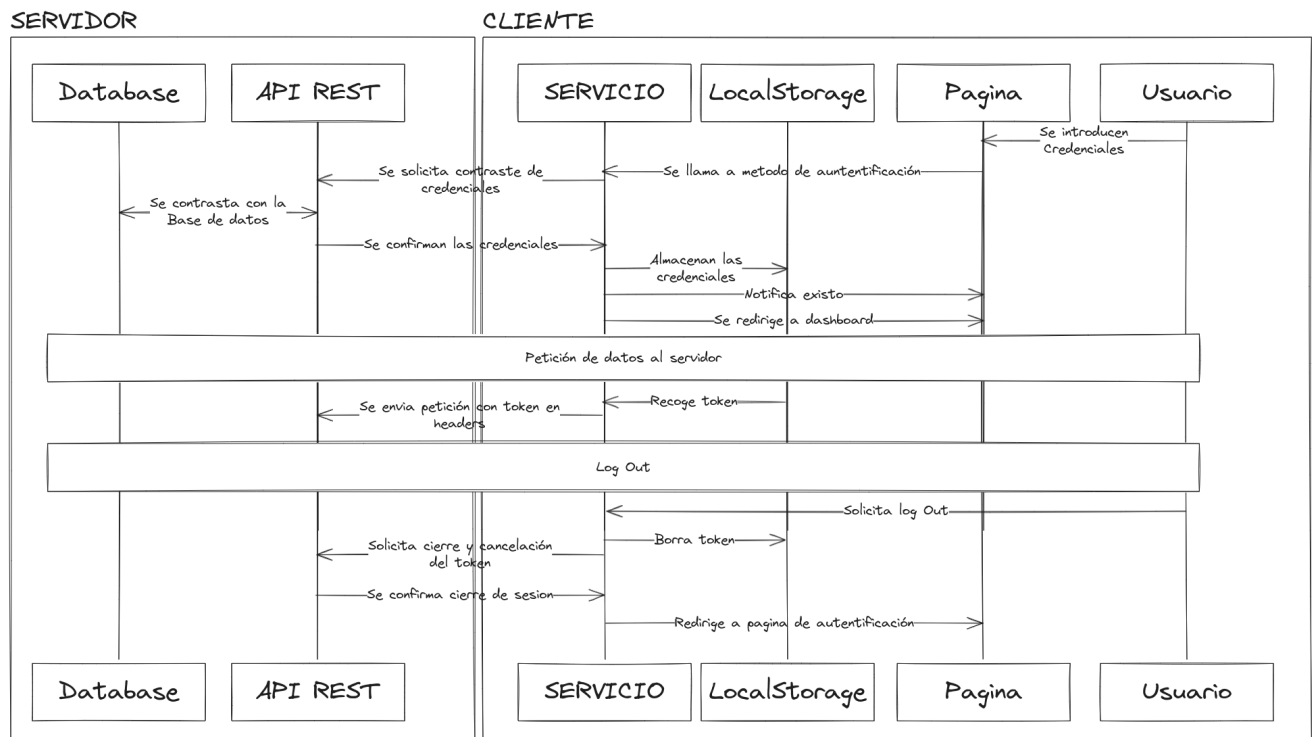 SERVIDOR
CLIENTE
Database
API REST
SERVICIO
LocalStorage
Pagina
Usuario
Se introducen
Credenciales
Se llama a metodo de auntentificación
Se solicita contraste de
credenciales
Se contrasta con la
Base de datos
Se confirman las credenciales
Almacenan las
credenciales
Notifica existo
Se redirige a dashboard
Petición de datos al servidor
Recoge token
Se envia petición con token en
headers
Log Out
Solicita log Out
Borra token
Solicita cierre y cancelación
del token
Se confirma cierre de sesion
Redirige a pagina de autentificación
Database
API REST
SERVICIO
LocalStorage
Pagina
Usuario